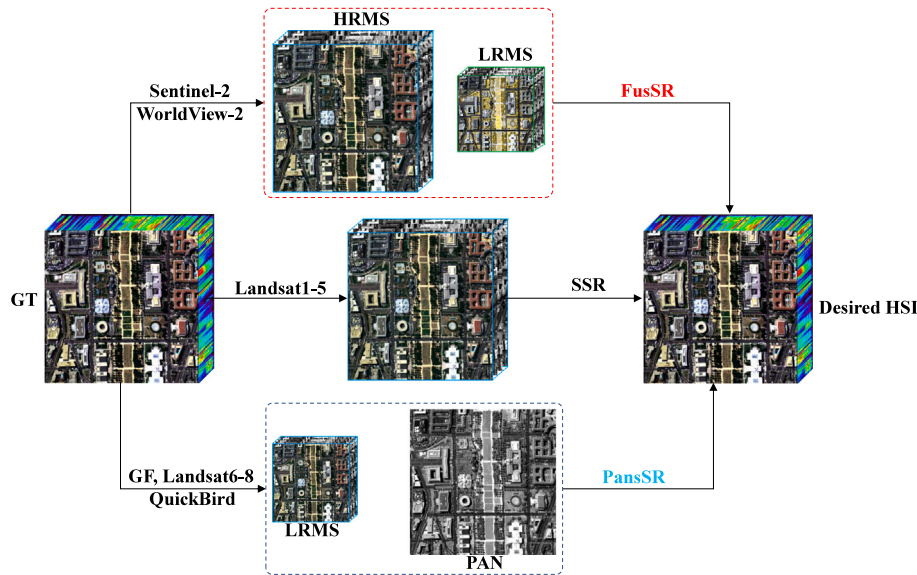 HRMS
LRMS
Sentinel-2
WorldView-2
FusSR
GT
Landsat1-5
SSR
Desired HSI
GF, Landsat6-8
QuickBird
LRMS
PAN
PansSR